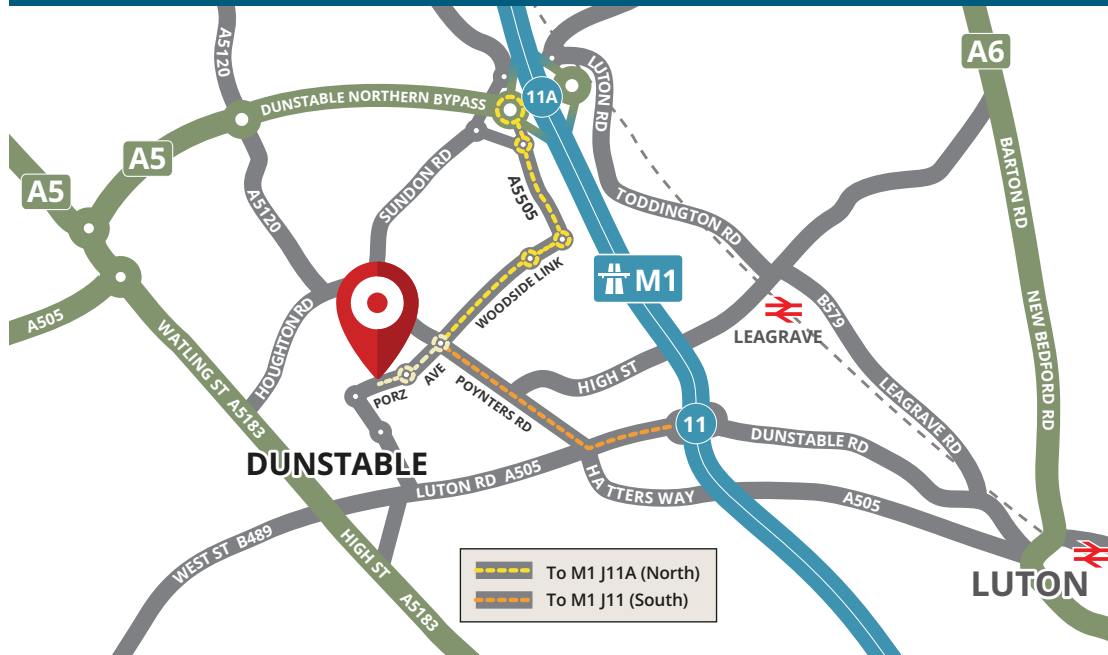 A5120
LUTON RD
A6
11A
DUNSTABLE NORTHERN BYPASS
A5
A5
BARTON RD
SUNDON RD
A5505
A5120
TODDINGTON RD
WOODSIDE LINK
M1
B579
LEAGRAVE
NEW BEDFORD RD
A505
HOUGHTON RD
WATLING ST A5183
AVE
PORZ
POYNTERS RD
HIGH ST
LEAGRAVE RD
11
DUNSTABLE RD
DUNSTABLE
LUTON RD A505
HATTERS WAY
A505
WEST ST B489
HIGH ST
A5183
To M1 J11A (North)
To M1 J11 (South)
LUTON